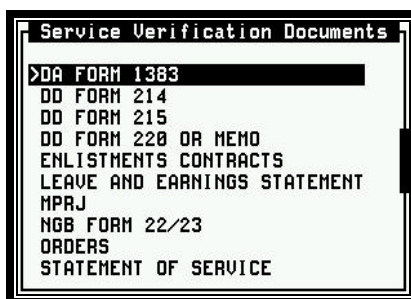 Service Verification Documents
>DA FORM 1383
DD FORM 214
DD FORM 215
DD FORM 220 OR MEMO
ENLISTMENTS CONTRACTS
LEAVE AND EARNINGS STATEMENT
MPRJ
NGB FORM 22/23
ORDERS
STATEMENT OF SERVICE